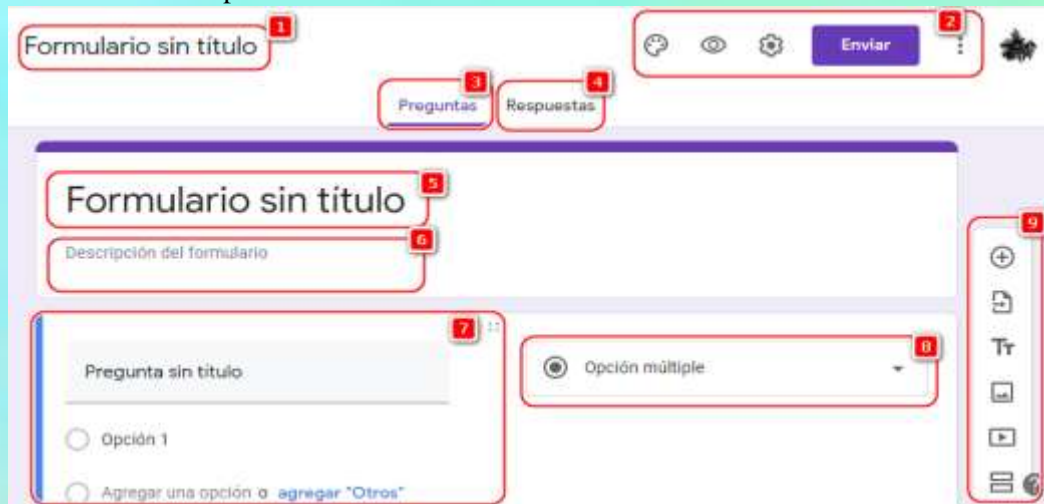 Formulario sin título
1
2
Enviar
3
4
Preguntas
Respuestas
5
Formulario sin título
6
Descripción del formulario
9
7
8
Pregunta sin título
Opción múltiple
Tт
Opción 1
Agregar una opción o agregar "Otros"